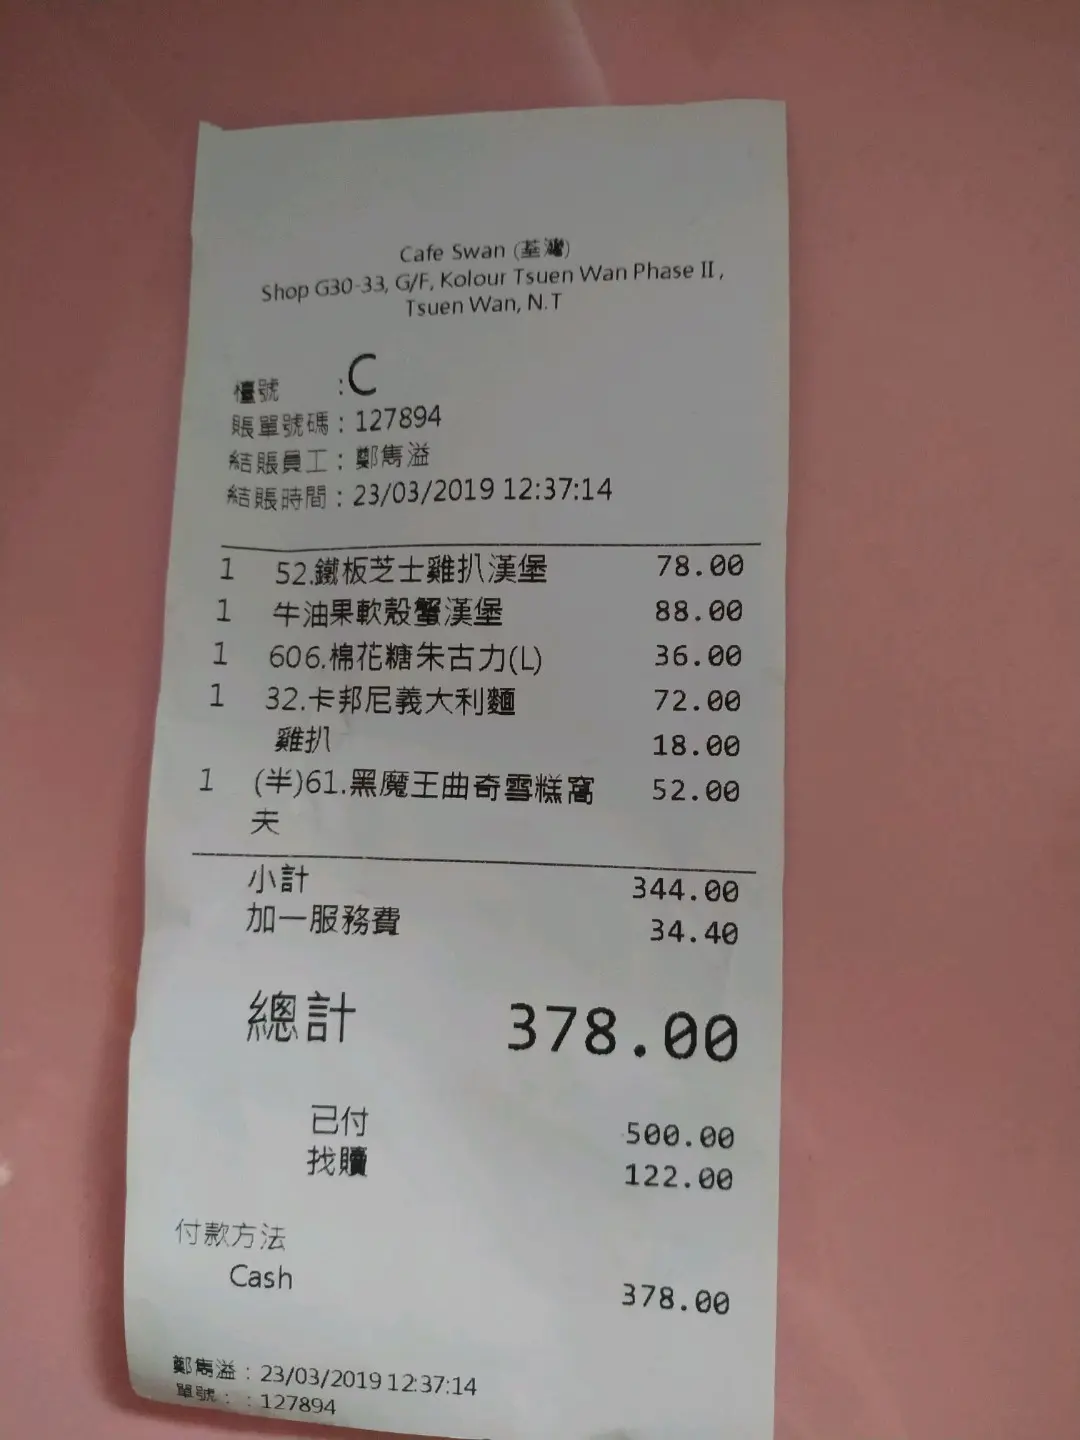 Cafe Swan (荃灣)
Shop G30-33, G/F, Kolour Tsuen Wan Phase II ,
Tsuen Wan, N.T
檯號 :C
賬單號碼 : 127894
結賬員工 : 鄭雋溢
結賬時間 : 23/03/2019 12:37:14
1 52.鐵板芝士雞扒漢堡 78.00
1 牛油果軟殼蟹漢堡 88.00
1 606.棉花糖朱古力(L) 36.00
1 32.卡邦尼義大利麵 72.00
雞扒 18.00
1 (半)61.黑魔王曲奇雪糕窩 52.00
夫
小計 344.00
加一服務費 34.40
總計 378.00
已付 500.00
找贖 122.00
付款方法
Cash 378.00
鄭雋溢 : 23/03/2019 12:37:14
單號 : : 127894